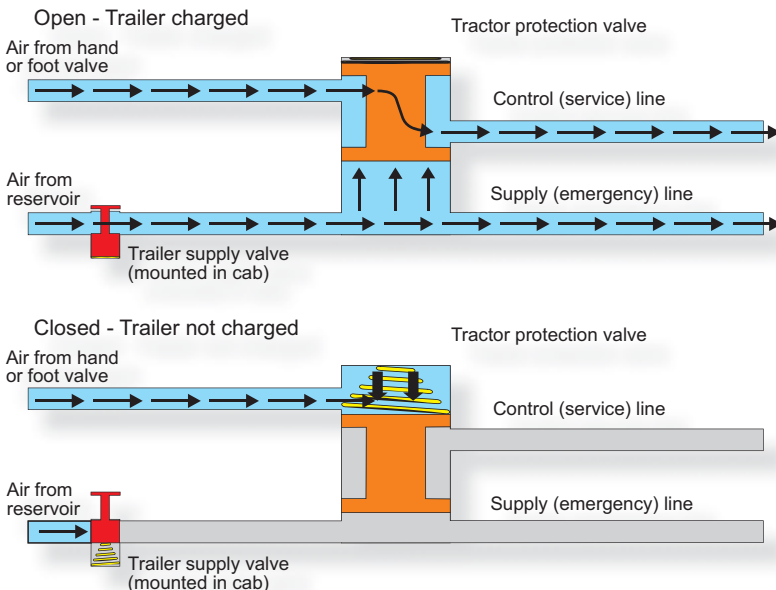 Open - Trailer charged
Tractor protection valve
Air from hand
or foot valve
Control (service) line
Air from
reservoir
Supply (emergency) line
Trailer supply valve
(mounted in cab)
Closed - Trailer not charged
Tractor protection valve
Air from hand
or foot valve
Control (service) line
Air from
reservoir
Supply (emergency) line
Trailer supply valve
(mounted in cab)